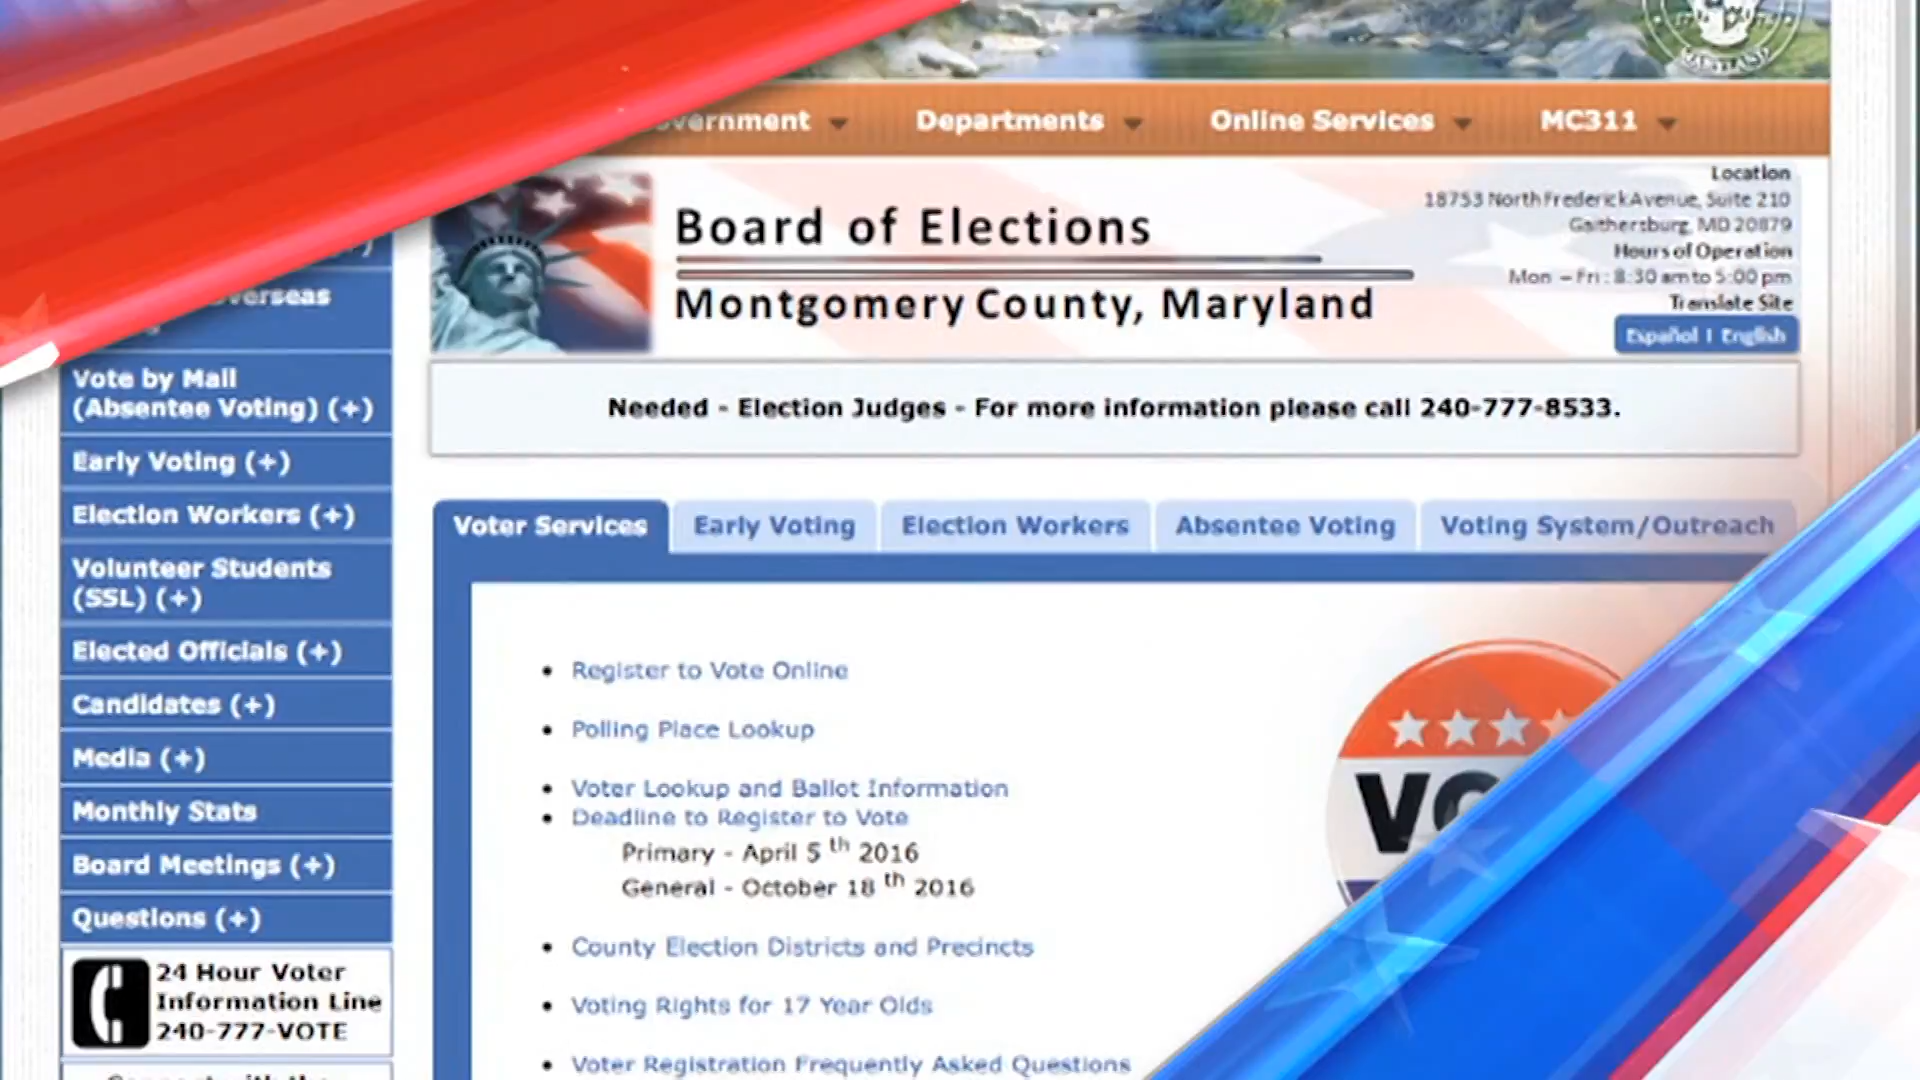 MARYLAND
Departments
Online Services
MC311
Location
18753 North Frederick Avenue, Suite 210
Gaithersburg, MD 20879
Hours of Operation
Mon – Fri : 8:30 am to 5:00 pm
Translate Site
Español | English
Board of Elections
Montgomery County, Maryland
Needed - Election Judges - For more information please call 240-777-8533.
Vote by Mail
(Absentee Voting) (+)
Early Voting (+)
Election Workers (+)
Volunteer Students
(SSL) (+)
Elected Officials (+)
Candidates (+)
Media (+)
Monthly Stats
Board Meetings (+)
Questions (+)
24 Hour Voter
Information Line
240-777-VOTE
Voter Services
Early Voting
Election Workers
Absentee Voting
Voting System/Outreach
Register to Vote Online
Polling Place Lookup
Voter Lookup and Ballot Information
Deadline to Register to Vote
Primary - April 5 th 2016
General - October 18 th 2016
County Election Districts and Precincts
Voting Rights for 17 Year Olds
Voter Registration Frequently Asked Questions